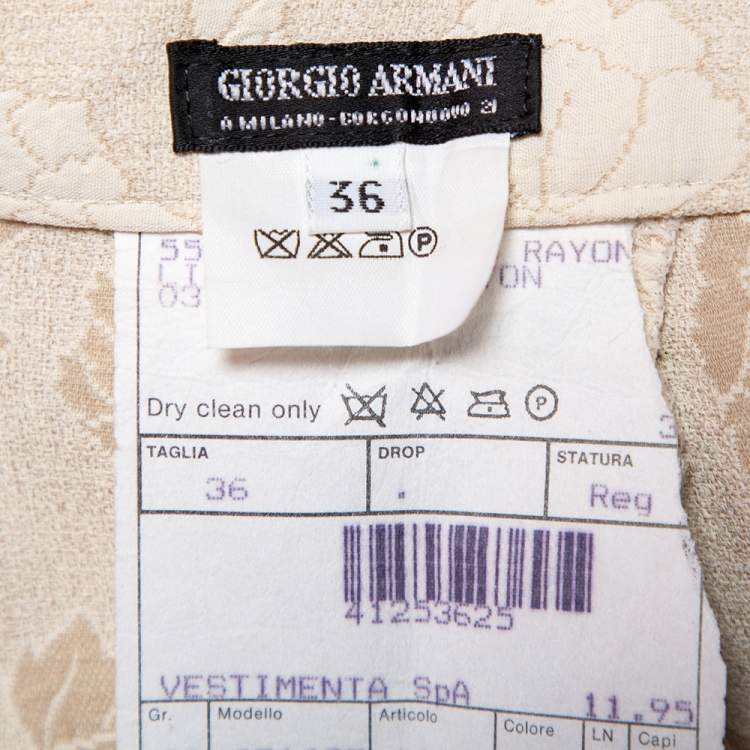 GIORGIO ARMANI
A MILANO - BORGONUOVO 21
36
P
55 RAYON
LI ON
03
Dry clean only P
3
TAGLIA DROP STATURA
36 . Reg
41253625
VESTIMENTA SpA 11.95
Gr. Modello Articolo Colore LN Capi